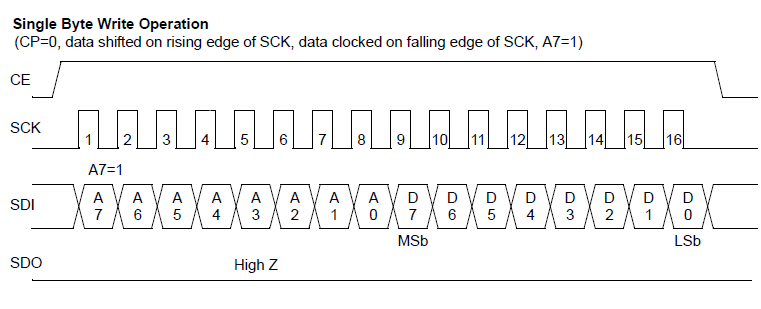 Single Byte Write Operation
(CP=0, data shifted on rising edge of SCK, data clocked on falling edge of SCK, A7=1)
CE
SCK
1 2 3 4 5 6 7 8 9 10 11 12 13 14 15 16
A7=1
SDI
A A A A A A A A D D D D D D D D
7 6 5 4 3 2 1 0 7 6 5 4 3 2 1 0
MSb LSb
SDO
High Z